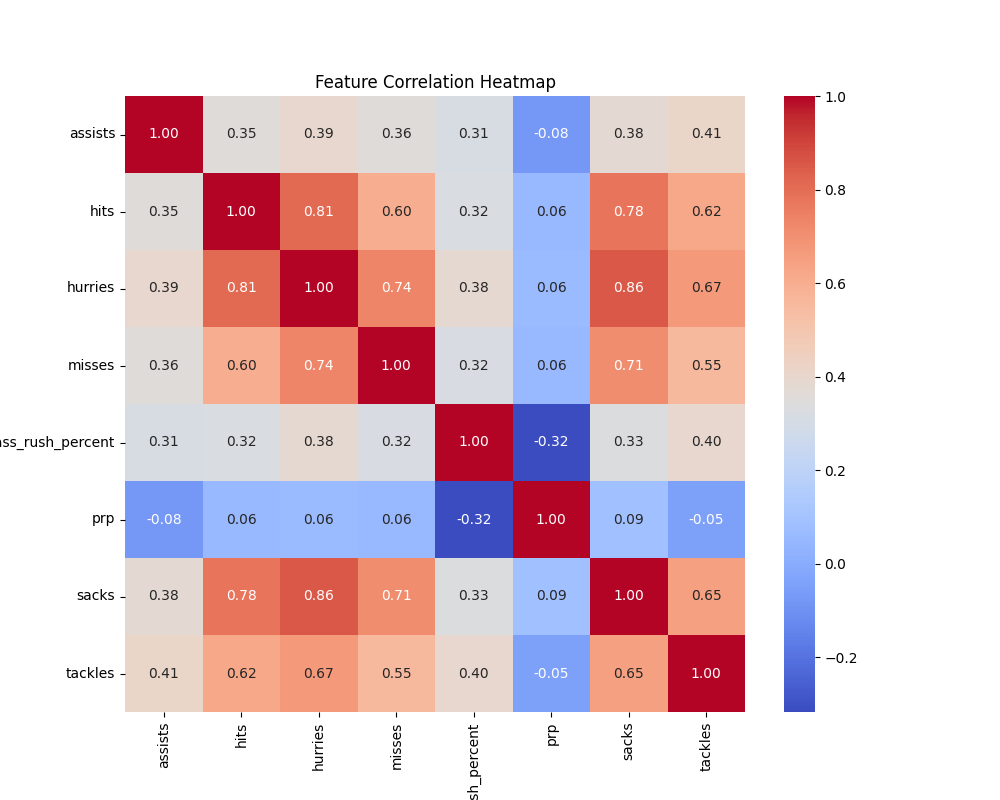 Feature Correlation Heatmap
assists 1.00 0.35 0.39 0.36 0.31 -0.08 0.38 0.41
hits 0.35 1.00 0.81 0.60 0.32 0.06 0.78 0.62
hurries 0.39 0.81 1.00 0.74 0.38 0.06 0.86 0.67
misses 0.36 0.60 0.74 1.00 0.32 0.06 0.71 0.55
ass_rush_percent 0.31 0.32 0.38 0.32 1.00 -0.32 0.33 0.40
prp -0.08 0.06 0.06 0.06 -0.32 1.00 0.09 -0.05
sacks 0.38 0.78 0.86 0.71 0.33 0.09 1.00 0.65
tackles 0.41 0.62 0.67 0.55 0.40 -0.05 0.65 1.00
assists hits hurries misses sh_percent prp sacks tackles
1.0
0.8
0.6
0.4
0.2
0.0
−0.2